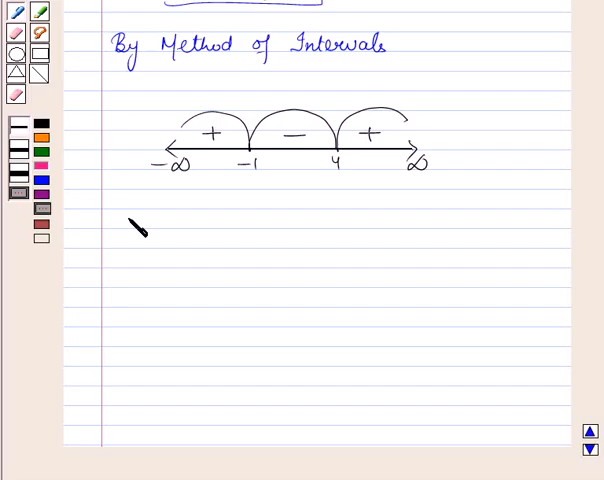 By Method of Intervals
+ − +
−∞ −1 4 ∞